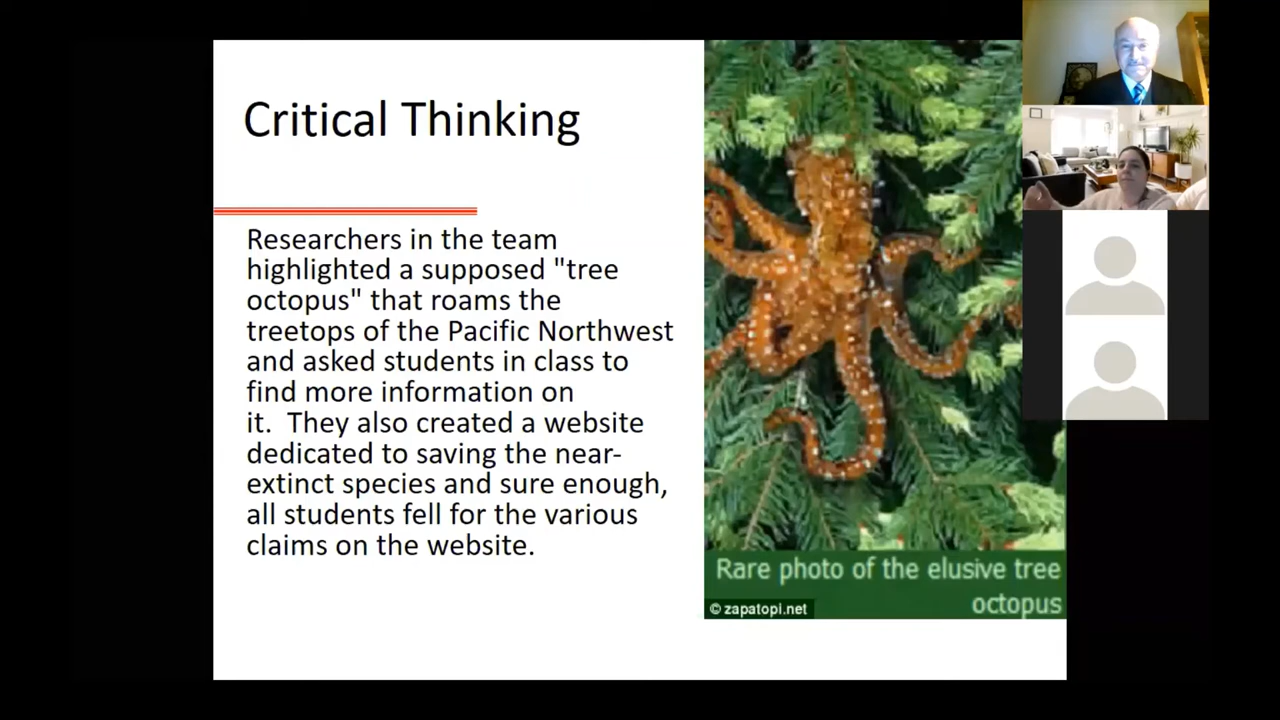 Critical Thinking
Researchers in the team
highlighted a supposed "tree
octopus" that roams the
treetops of the Pacific Northwest
and asked students in class to
find more information on
it.  They also created a website
dedicated to saving the near-
extinct species and sure enough,
all students fell for the various
claims on the website.
Rare photo of the elusive tree
octopus
© zapatopi.net